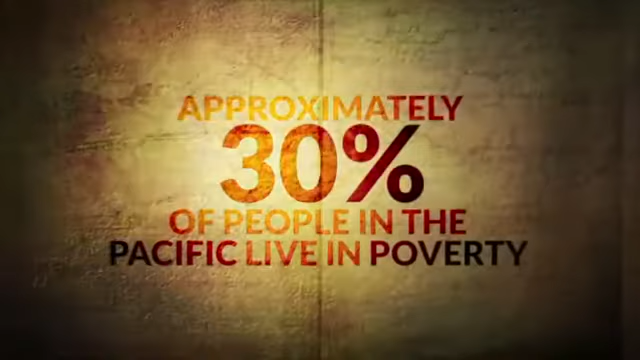 APPROXIMATELY
30%
OF PEOPLE IN THE
PACIFIC LIVE IN POVERTY